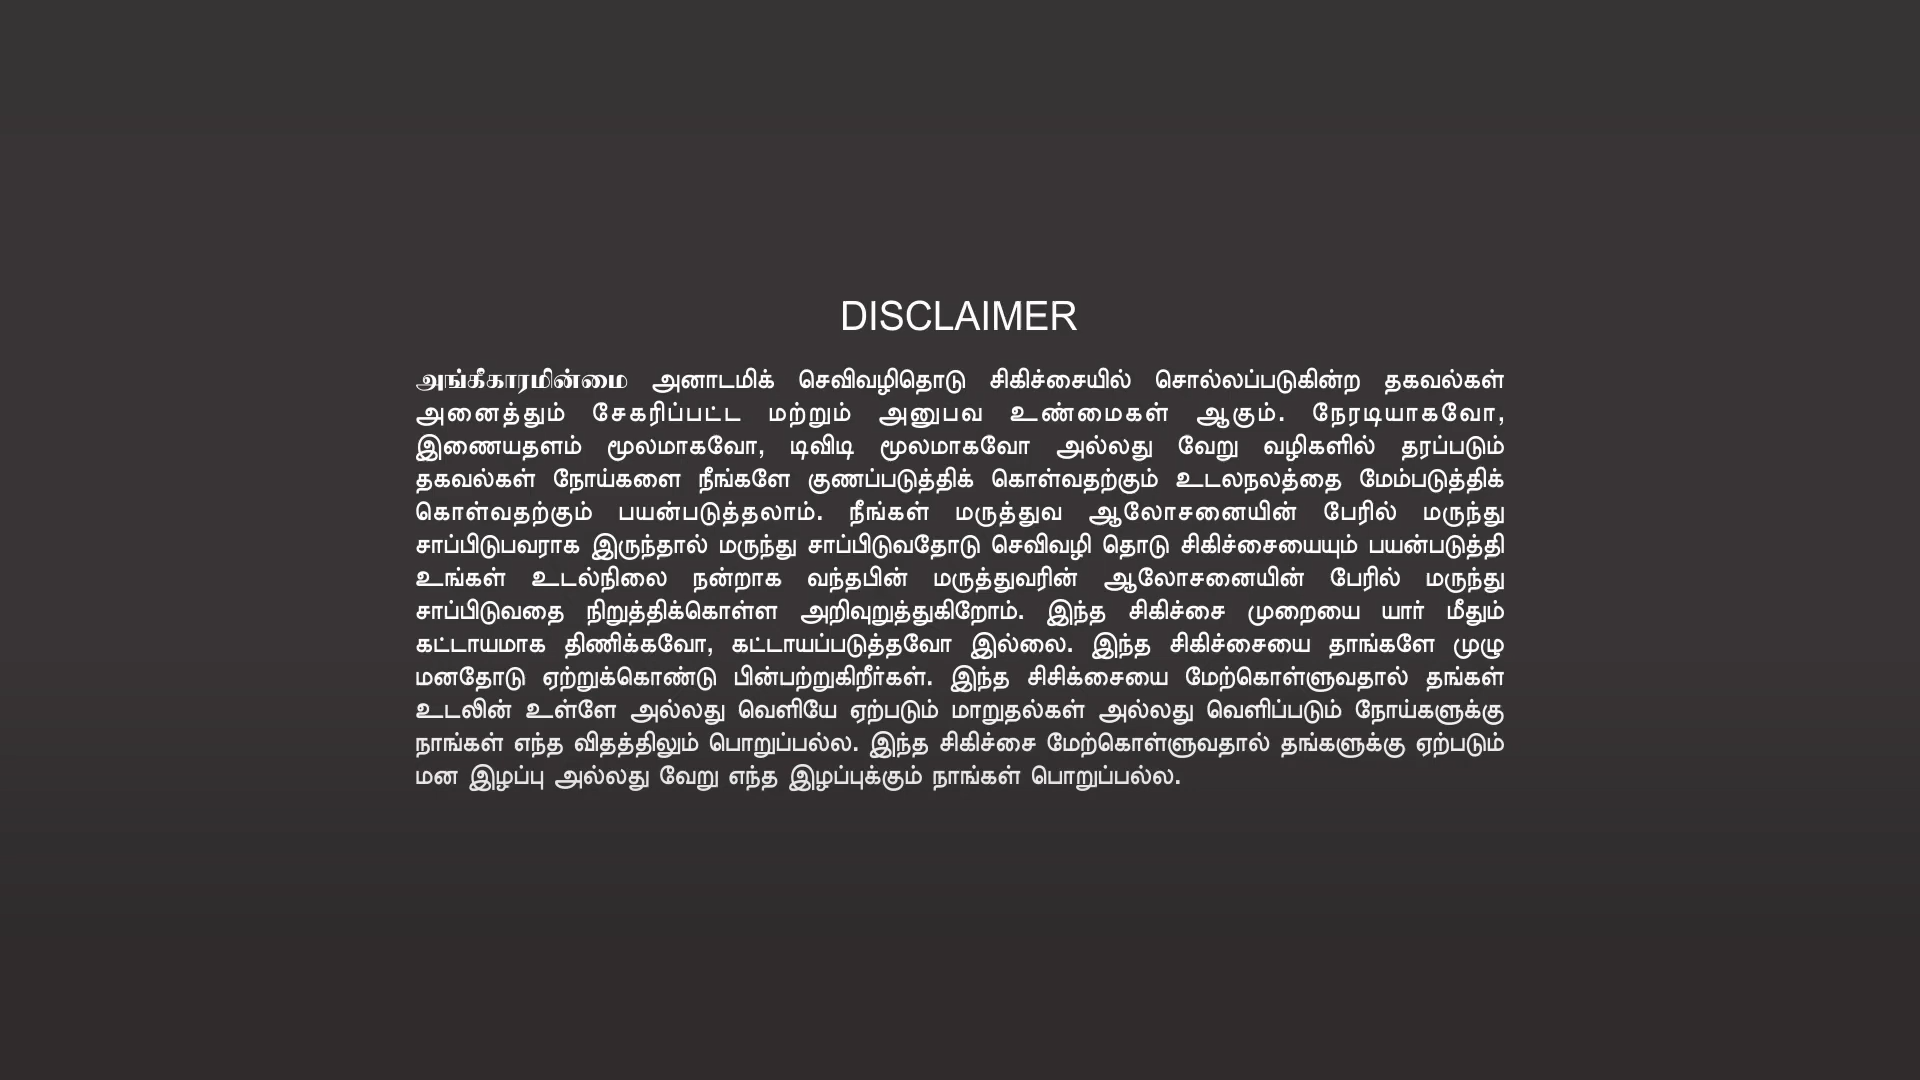 DISCLAIMER
அங்கீகாரமின்மை அனாடமிக் செவிவழிதொடு சிகிச்சையில் சொல்லப்படுகின்ற தகவல்கள்
அனைத்தும் சேகரிப்பட்ட மற்றும் அனுபவ உண்மைகள் ஆகும். நேரடியாகவோ,
இணையதளம் மூலமாகவோ, டிவிடி மூலமாகவோ அல்லது வேறு வழிகளில் தரப்படும்
தகவல்கள் நோய்களை நீங்களே குணப்படுத்திக் கொள்வதற்கும் உடலநலத்தை மேம்படுத்திக்
கொள்வதற்கும் பயன்படுத்தலாம். நீங்கள் மருத்துவ ஆலோசனையின் பேரில் மருந்து
சாப்பிடுபவராக இருந்தால் மருந்து சாப்பிடுவதோடு செவிவழி தொடு சிகிச்சையையும் பயன்படுத்தி
உங்கள் உடல்நிலை நன்றாக வந்தபின் மருத்துவரின் ஆலோசனையின் பேரில் மருந்து
சாப்பிடுவதை நிறுத்திக்கொள்ள அறிவுறுத்துகிறோம். இந்த சிகிச்சை முறையை யார் மீதும்
கட்டாயமாக திணிக்கவோ, கட்டாயப்படுத்தவோ இல்லை. இந்த சிகிச்சையை தாங்களே முழு
மனதோடு ஏற்றுக்கொண்டு பின்பற்றுகிறீர்கள். இந்த சிசிக்சையை மேற்கொள்ளுவதால் தங்கள்
உடலின் உள்ளே அல்லது வெளியே ஏற்படும் மாறுதல்கள் அல்லது வெளிப்படும் நோய்களுக்கு
நாங்கள் எந்த விதத்திலும் பொறுப்பல்ல. இந்த சிகிச்சை மேற்கொள்ளுவதால் தங்களுக்கு ஏற்படும்
மன இழப்பு அல்லது வேறு எந்த இழப்புக்கும் நாங்கள் பொறுப்பல்ல.